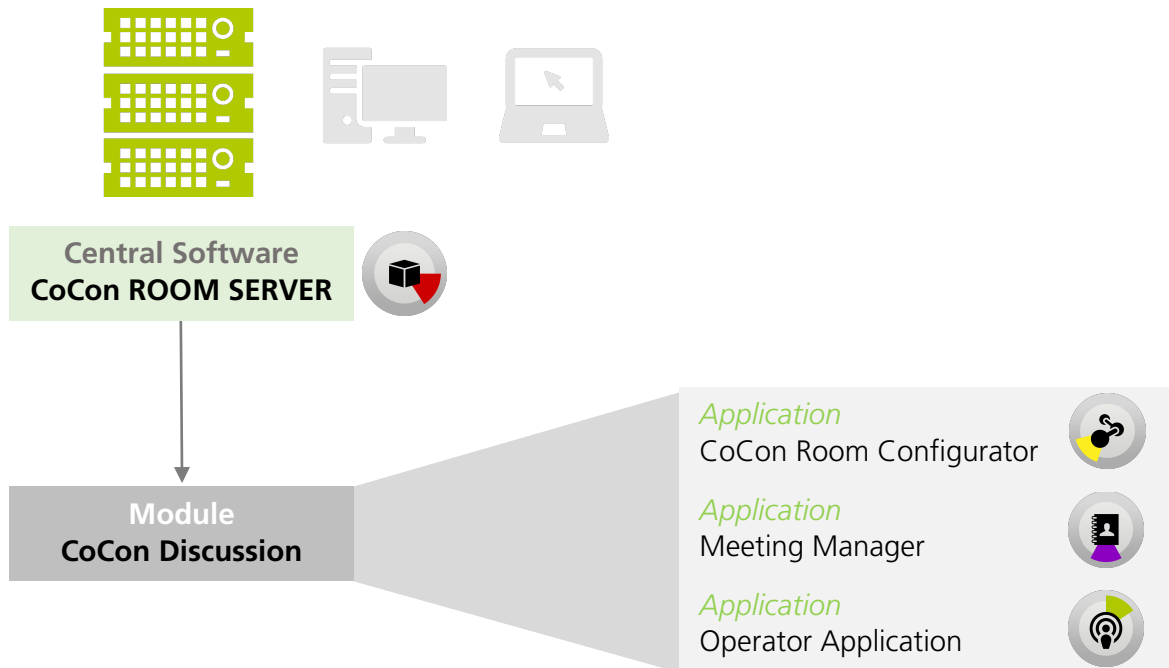 Central Software
CoCon ROOM SERVER
Module
CoCon Discussion
Application
CoCon Room Configurator
Application
Meeting Manager
Application
Operator Application